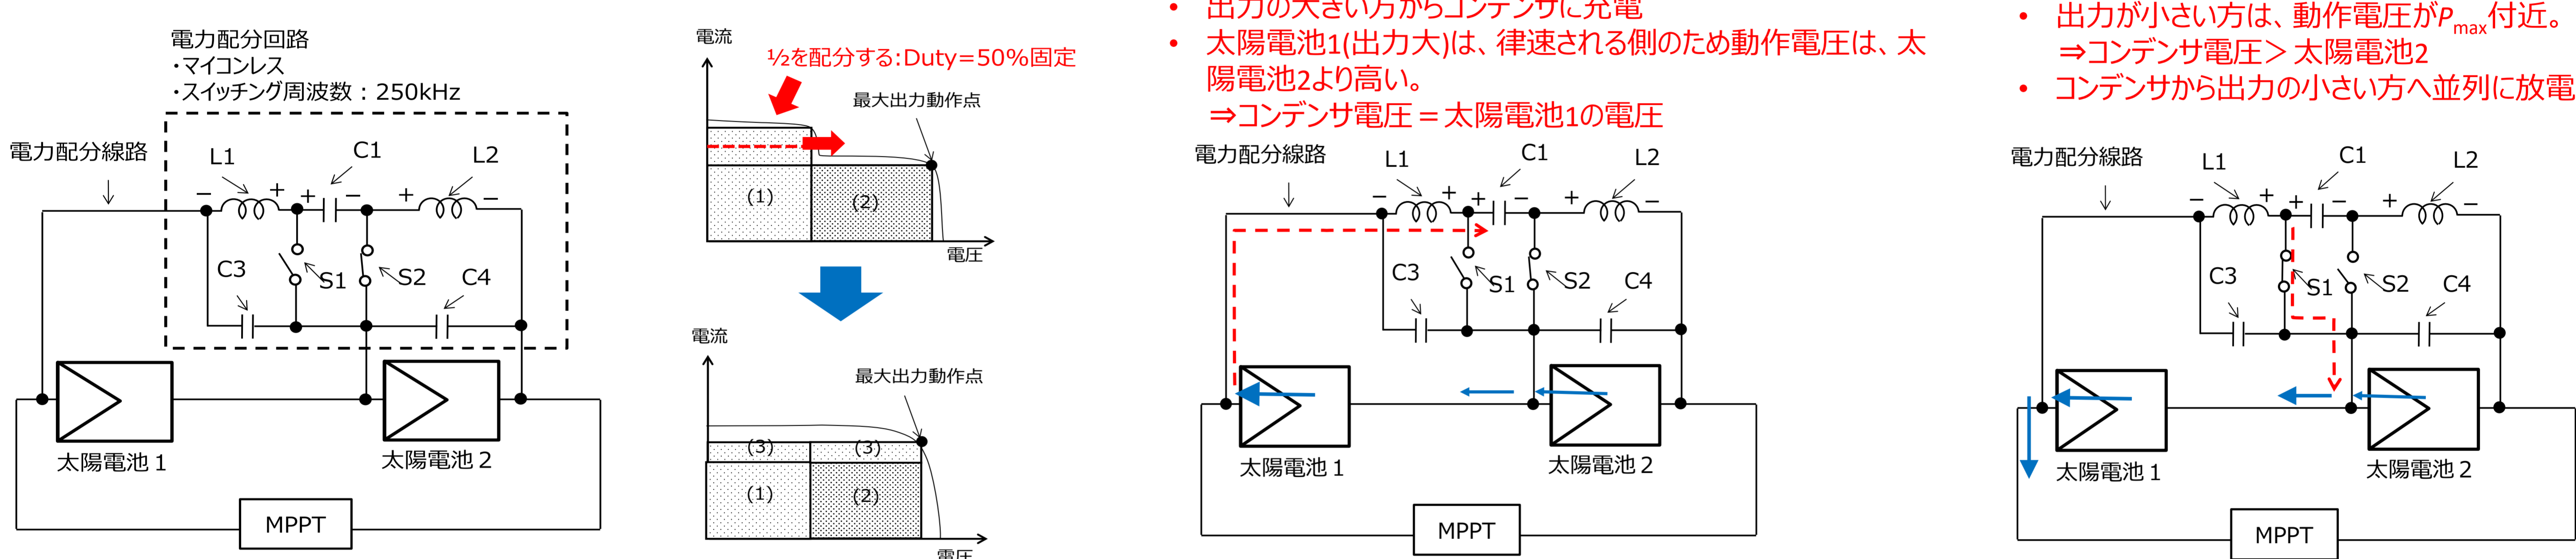 電力配分回路
・マイコンレス
・スイッチング周波数：250kHz
電力配分線路
L1
C1
L2
－
＋
＋
－
＋
－
C3
S1
S2
C4
太陽電池 1
太陽電池 2
MPPT
電流
½を配分する:Duty=50%固定
最大出力動作点
(1)
(2)
電圧
電流
最大出力動作点
(3)
(3)
(1)
(2)
電圧
• 出力の大きい方からコンデンサに充電
• 太陽電池1(出力大)は、律速される側のため動作電圧は、太
陽電池2より高い。
⇒コンデンサ電圧 = 太陽電池1の電圧
電力配分線路
L1
C1
L2
－
＋
＋
－
＋
－
C3
S1
S2
C4
太陽電池 1
太陽電池 2
MPPT
• 出力が小さい方は、動作電圧がPmax付近。
⇒コンデンサ電圧＞ 太陽電池2
• コンデンサから出力の小さい方へ並列に放電
電力配分線路
L1
C1
L2
－
＋
＋
－
＋
－
C3
S1
S2
C4
太陽電池 1
太陽電池 2
MPPT